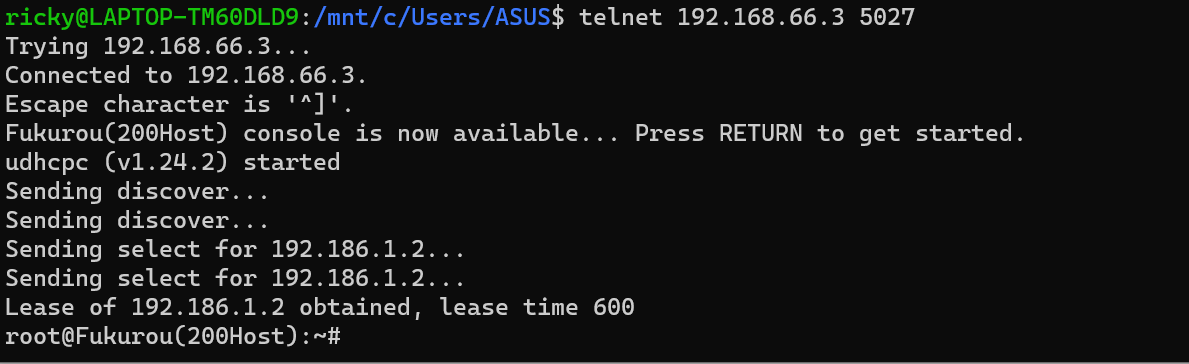 ricky@LAPTOP-TM60DLD9:/mnt/c/Users/ASUS$ telnet 192.168.66.3 5027
Trying 192.168.66.3...
Connected to 192.168.66.3.
Escape character is '^]'.
Fukurou(200Host) console is now available... Press RETURN to get started.
udhcpc (v1.24.2) started
Sending discover...
Sending discover...
Sending select for 192.186.1.2...
Sending select for 192.186.1.2...
Lease of 192.186.1.2 obtained, lease time 600
root@Fukurou(200Host):~#